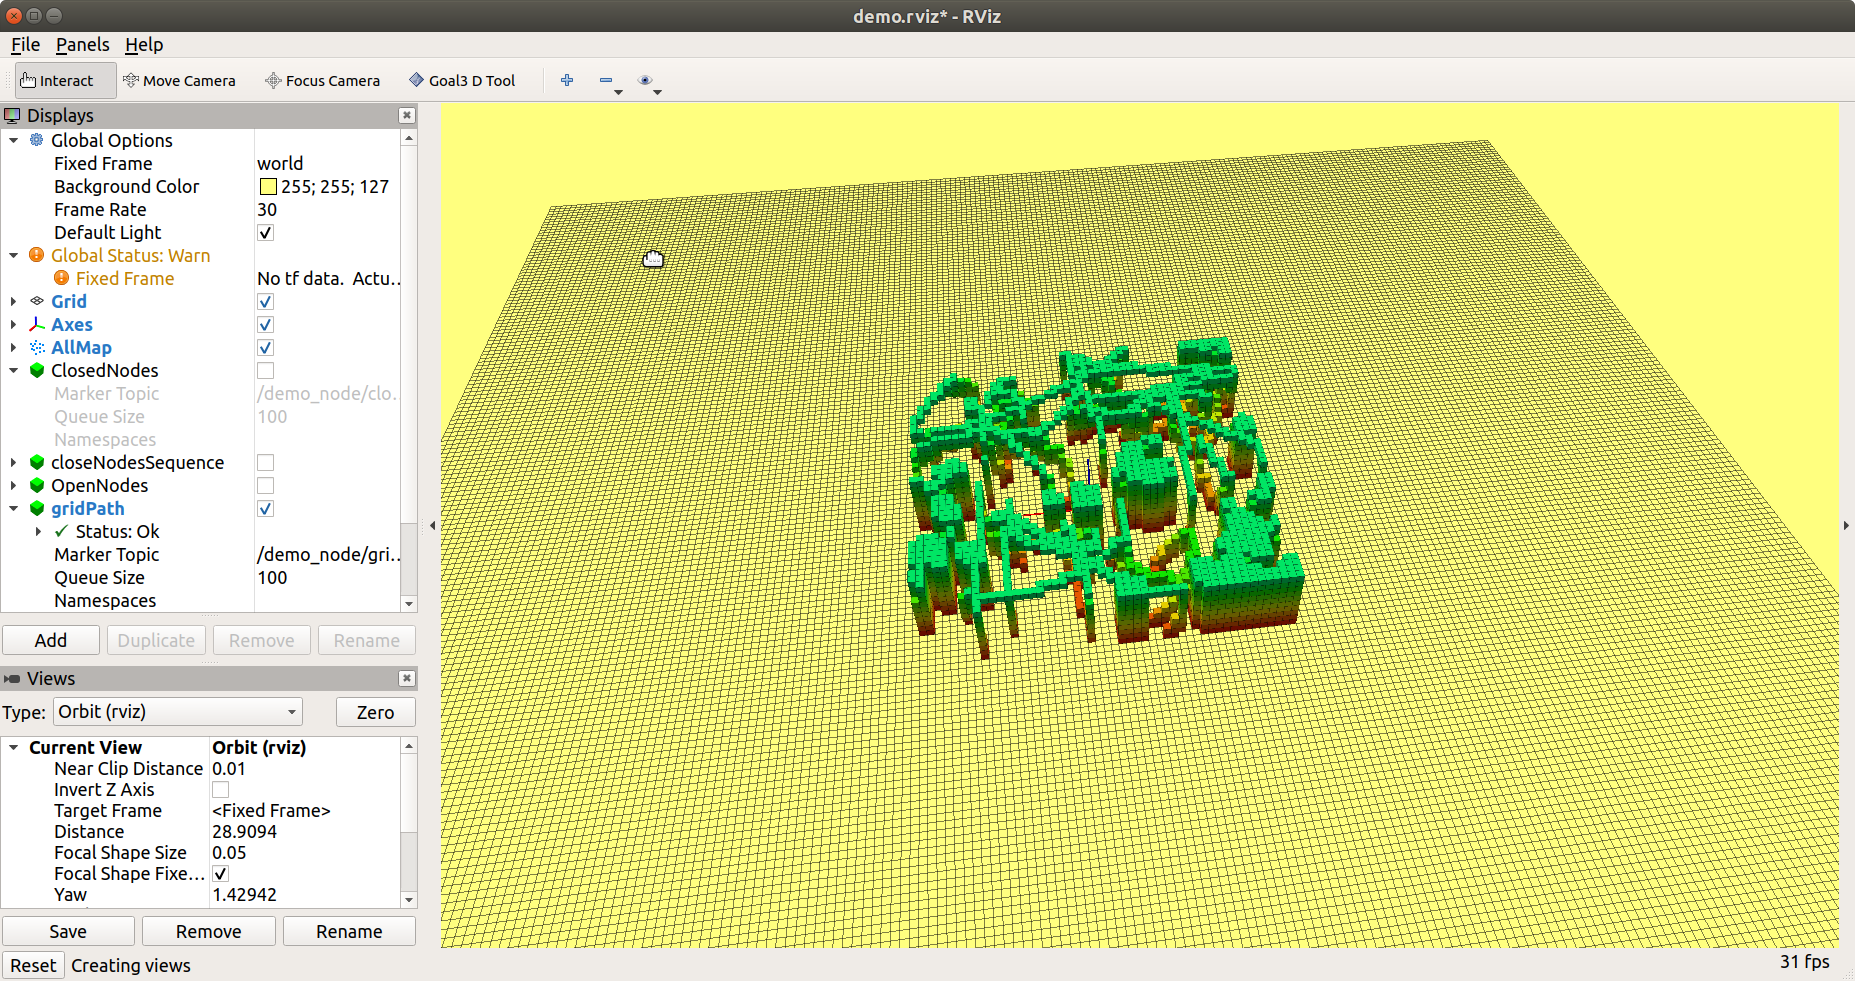 demo.rviz* - RViz
File Panels Help
Interact Move Camera Focus Camera Goal3 D Tool
Displays
Global Options
Fixed Frame world
Background Color 255; 255; 127
Frame Rate 30
Default Light
Global Status: Warn
Fixed Frame No tf data. Actu...
Grid
Axes
AllMap
ClosedNodes
Marker Topic /demo_node/clo...
Queue Size 100
Namespaces
closeNodesSequence
OpenNodes
gridPath
Status: Ok
Marker Topic /demo_node/gri...
Queue Size 100
Namespaces
Add Duplicate Remove Rename
Views
Type: Orbit (rviz) Zero
Current View Orbit (rviz)
Near Clip Distance 0.01
Invert Z Axis
Target Frame <Fixed Frame>
Distance 28.9094
Focal Shape Size 0.05
Focal Shape Fixe...
Yaw 1.42942
Save Remove Rename
Reset Creating views
31 fps